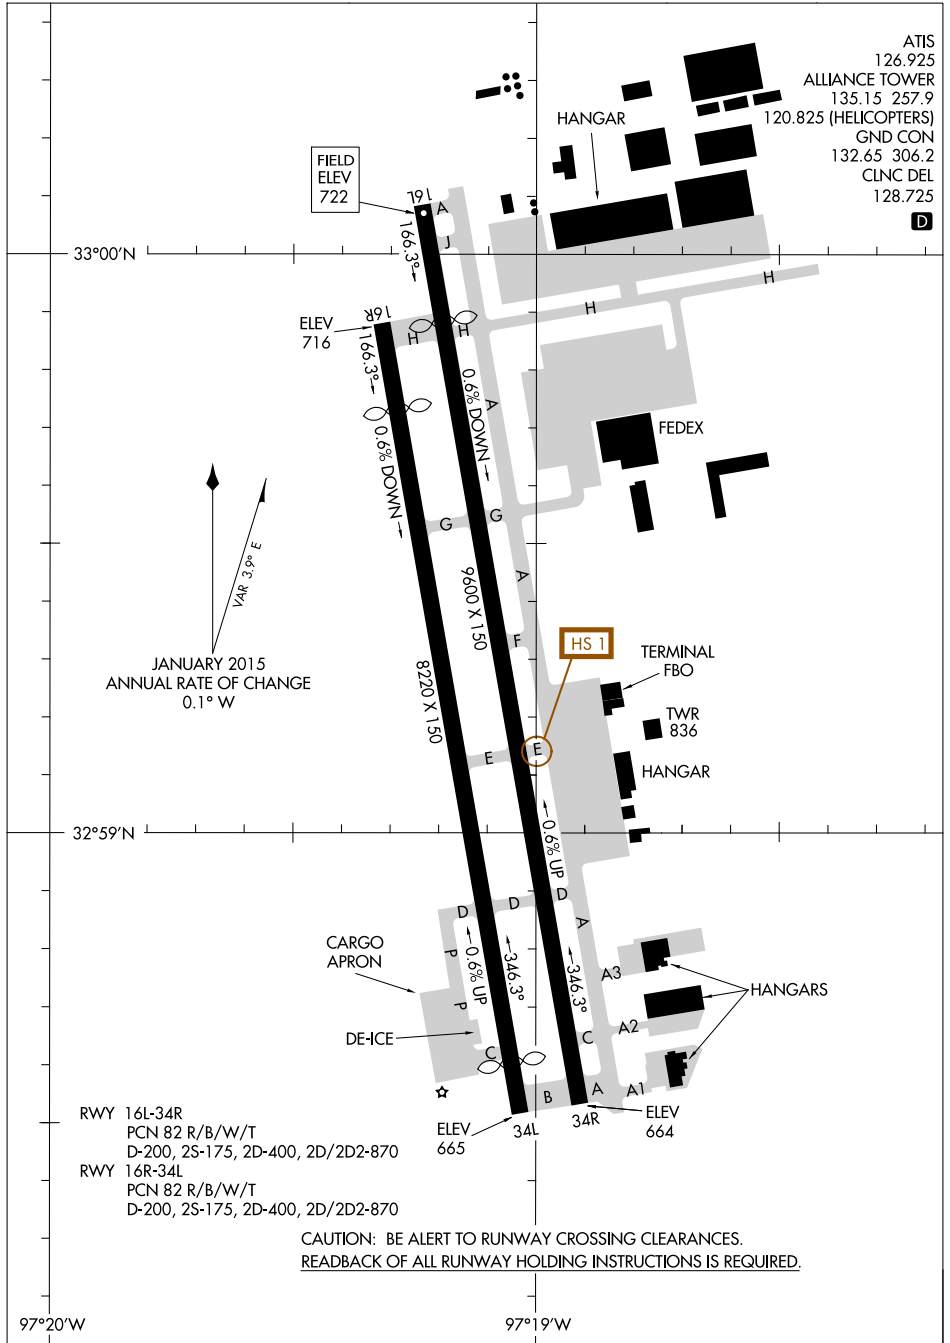 ATIS
126.925
ALLIANCE TOWER
135.15 257.9
120.825 (HELICOPTERS)
GND CON
132.65 306.2
CLNC DEL
128.725
D
HANGAR
FIELD
ELEV
722
16L
A
J
166.3°
33°00'N
H
H
ELEV
716
16R
H
H
166.3°
0.6% DOWN
A
0.6% DOWN
FEDEX
G
G
VAR 3.9° E
A
9600 X 150
F
HS 1
JANUARY 2015
ANNUAL RATE OF CHANGE
0.1° W
8220 X 150
TERMINAL
FBO
TWR
836
E
E
HANGAR
32°59'N
0.6% UP
D
D
D
A
CARGO
APRON
P
P
0.6% UP
346.3°
346.3°
A3
HANGARS
DE-ICE
C
C
A2
B
A
A1
ELEV
665
34L
34R
ELEV
664
RWY 16L-34R
PCN 82 R/B/W/T
D-200, 2S-175, 2D-400, 2D/2D2-870
RWY 16R-34L
PCN 82 R/B/W/T
D-200, 2S-175, 2D-400, 2D/2D2-870
CAUTION: BE ALERT TO RUNWAY CROSSING CLEARANCES.
READBACK OF ALL RUNWAY HOLDING INSTRUCTIONS IS REQUIRED.
97°20'W
97°19'W